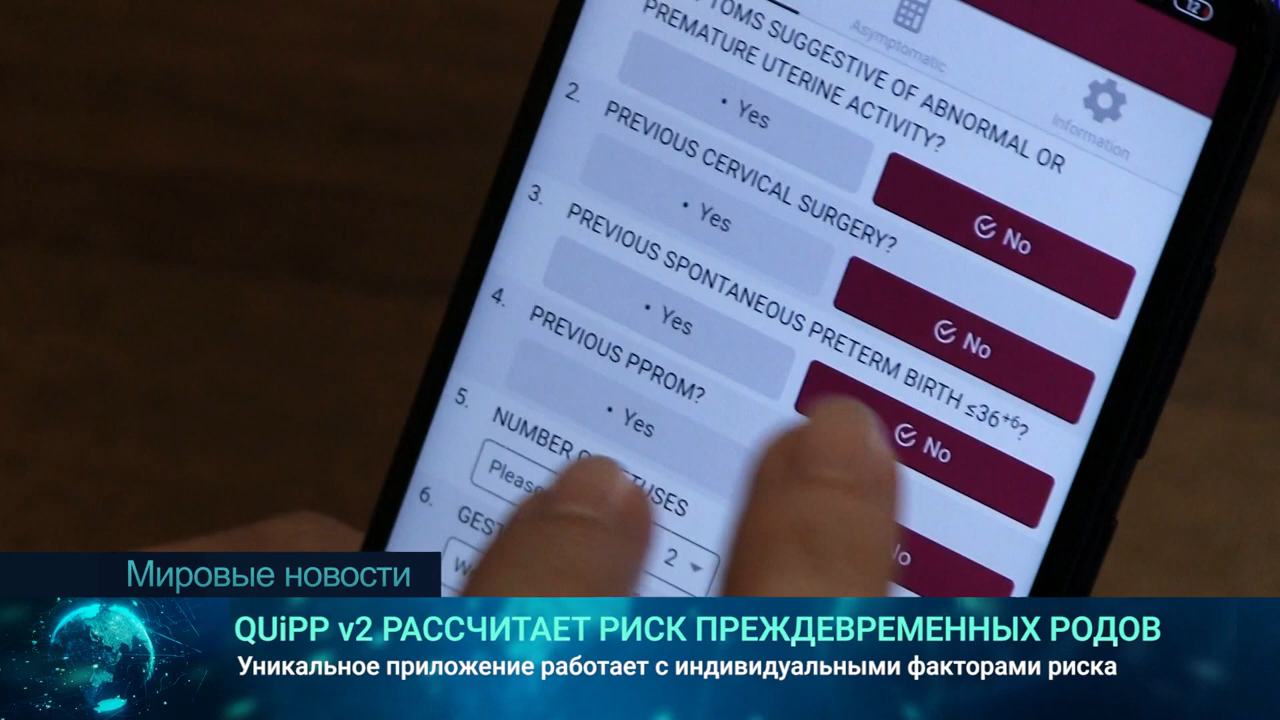 12
Asymptomatic
Information
SUGGESTIVE OF ABNORMAL OR
PREMATURE UTERINE ACTIVITY?
• Yes
No
2.
PREVIOUS CERVICAL SURGERY?
• Yes
No
3.
PREVIOUS SPONTANEOUS PRETERM BIRTH ≤36+6?
• Yes
No
4.
PREVIOUS PPROM?
• Yes
5.
NUMBER
2
6.
Мировые новости
QUiPP v2 РАССЧИТАЕТ РИСК ПРЕЖДЕВРЕМЕННЫХ РОДОВ
Уникальное приложение работает с индивидуальными факторами риска